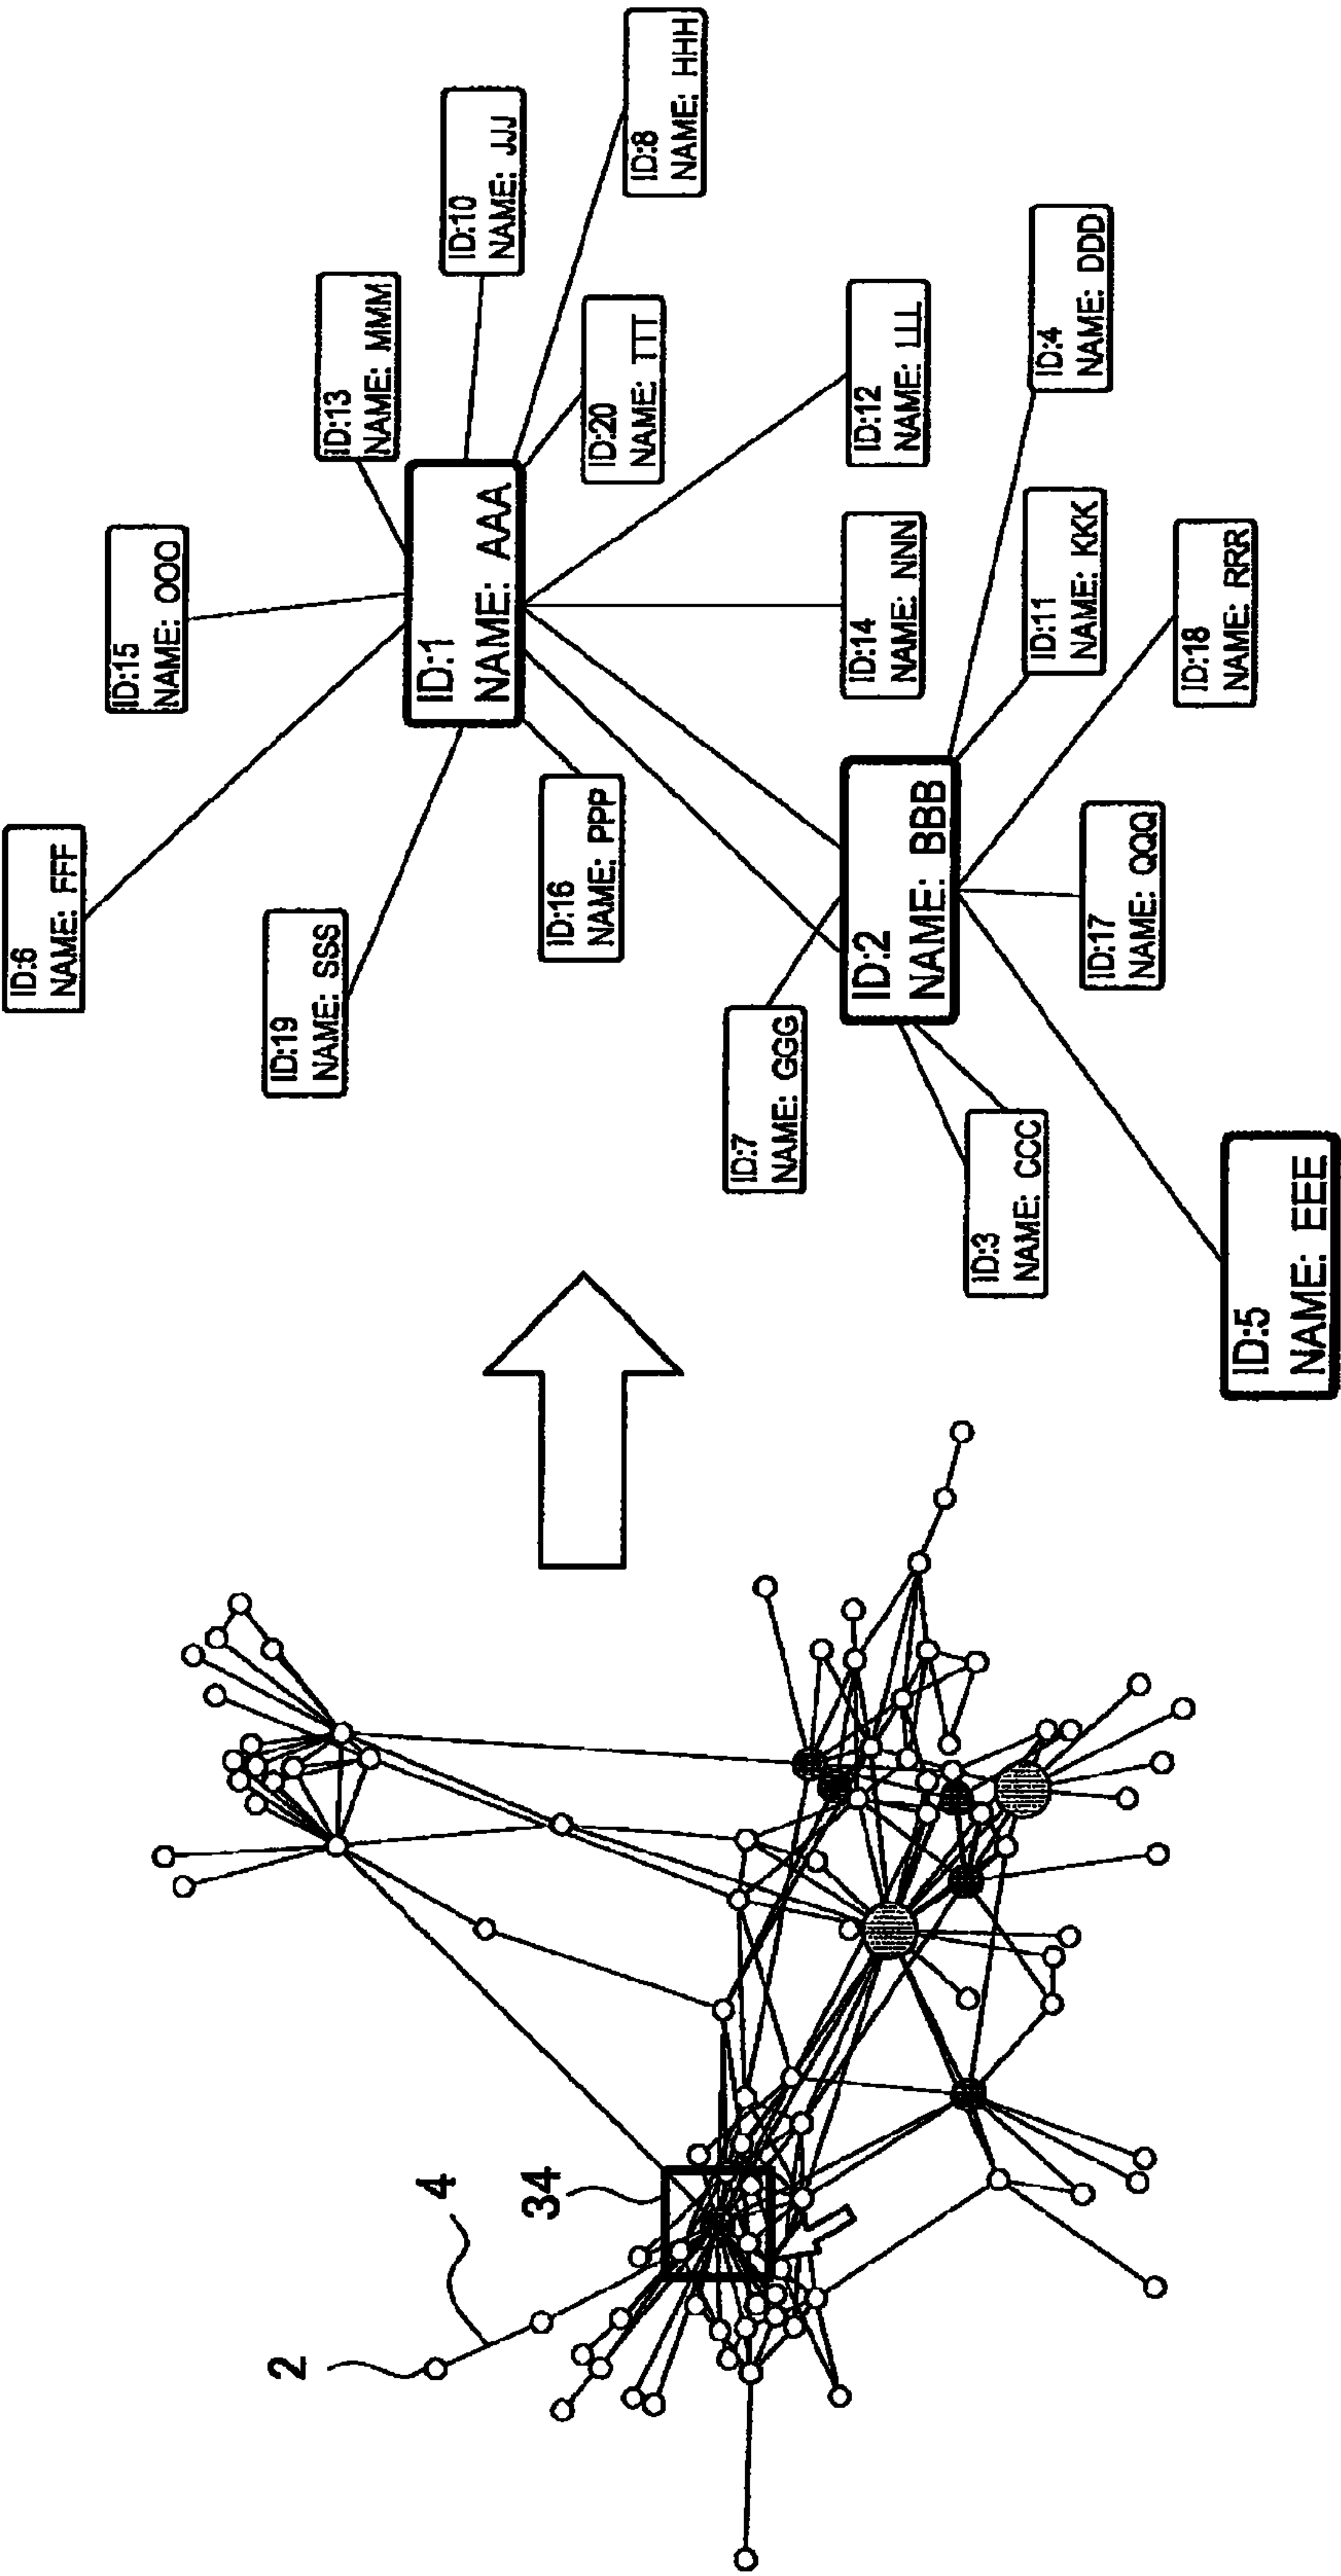 2
4
34
ID:6
NAME: FFF
ID:15
NAME: OOO
ID:19
NAME: SSS
ID:13
NAME: MMM
ID:1
NAME: AAA
ID:10
NAME: JJJ
ID:16
NAME: PPP
ID:20
NAME: TTT
ID:8
NAME: HHH
ID:7
NAME: GGG
ID:2
NAME: BBB
ID:14
NAME: NNN
ID:12
NAME: LLL
ID:3
NAME: CCC
ID:11
NAME: KKK
ID:4
NAME: DDD
ID:17
NAME: QQQ
ID:18
NAME: RRR
ID:5
NAME: EEE